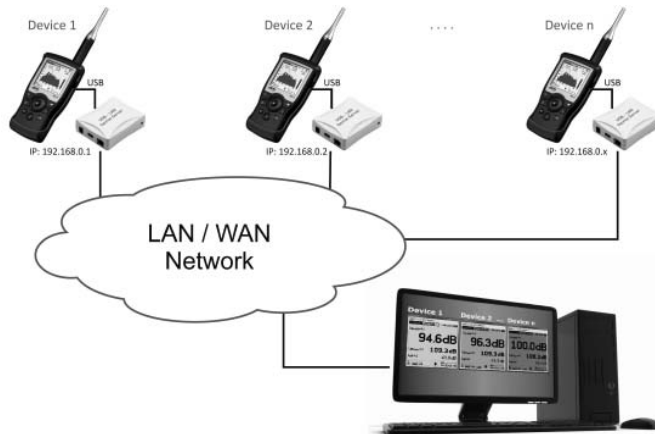 Device 1
Device 2
....
Device n
USB
USB
USB
IP: 192.168.0.1
IP: 192.168.0.2
IP: 192.168.0.x
LAN / WAN
Network
Device 1
Device 2
Device n
94.6dB
96.3dB
100.0dB
109.3dB
109.3dB
109.3dB